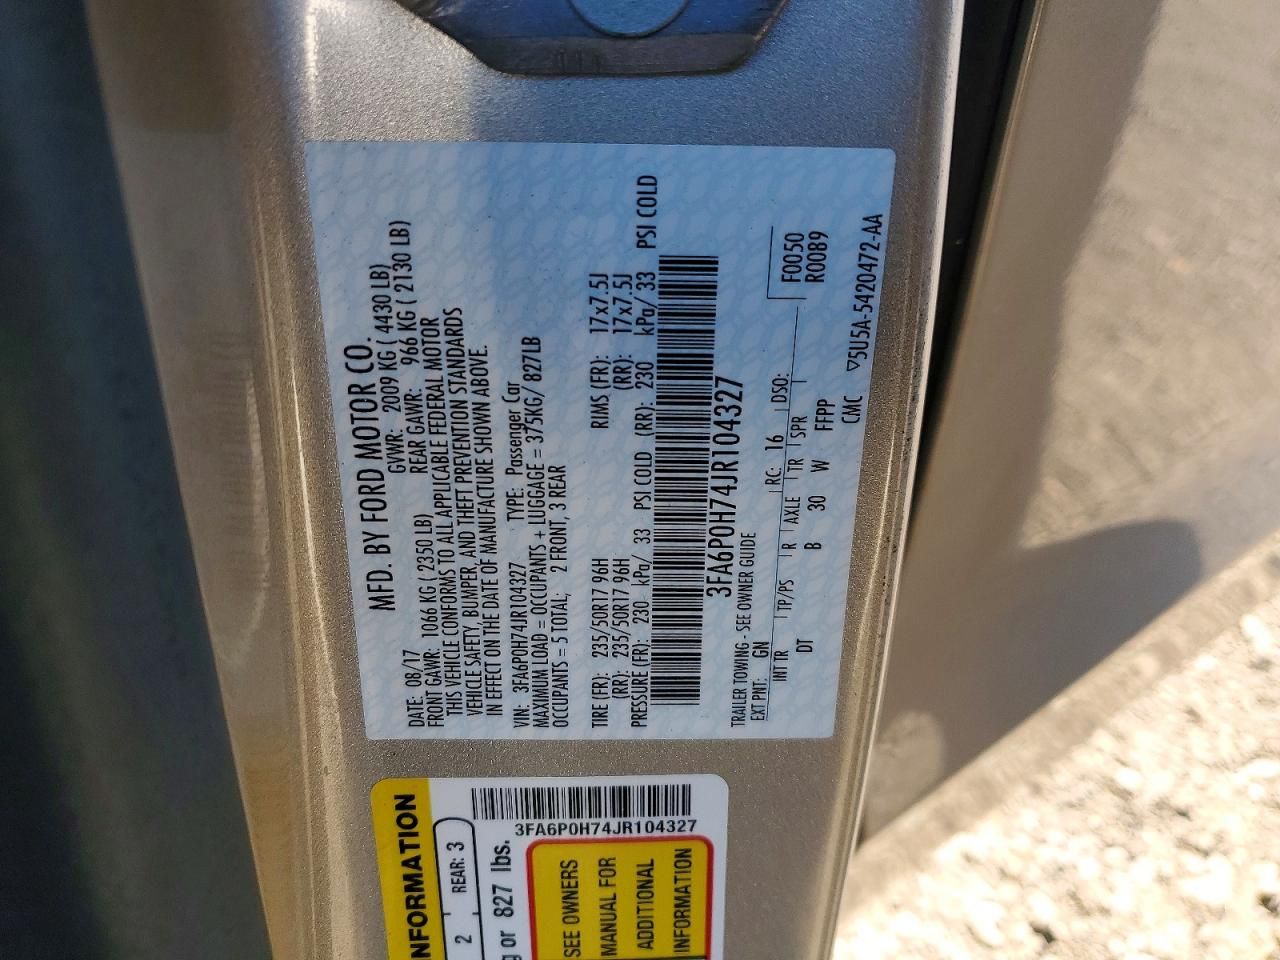 MFD. BY FORD MOTOR CO.
DATE: 08/17 GVWR: 2009 KG ( 4430 LB)
FRONT GAWR: 1066 KG ( 2350 LB) REAR GAWR: 966 KG ( 2130 LB)
THIS VEHICLE CONFORMS TO ALL APPLICABLE FEDERAL MOTOR
VEHICLE SAFETY, BUMPER, AND THEFT PREVENTION STANDARDS
IN EFFECT ON THE DATE OF MANUFACTURE SHOWN ABOVE.
VIN: 3FA6P0H74JR104327 TYPE: Passenger Car
MAXIMUM LOAD = OCCUPANTS + LUGGAGE = 375KG/ 827LB
OCCUPANTS = 5 TOTAL; 2 FRONT, 3 REAR
TIRE (FR): 235/50R17 96H RIMS (FR): 17x7.5J
(RR): 235/50R17 96H (RR): 17x7.5J
PRESSURE (FR): 230 kPa/ 33 PSI COLD (RR): 230 kPa/ 33 PSI COLD
3FA6P0H74JR104327
TRAILER TOWING - SEE OWNER GUIDE
EXT PNT: GN RC: 16 DSO:
INT TR TP/PS R AXLE TR SPR F0050
DT B 30 W FFPP R0089
CMC 5U5A-5420472-AA
NFORMATION
2 REAR: 3
g or 827 lbs.
3FA6P0H74JR104327
SEE OWNERS
MANUAL FOR
ADDITIONAL
INFORMATION